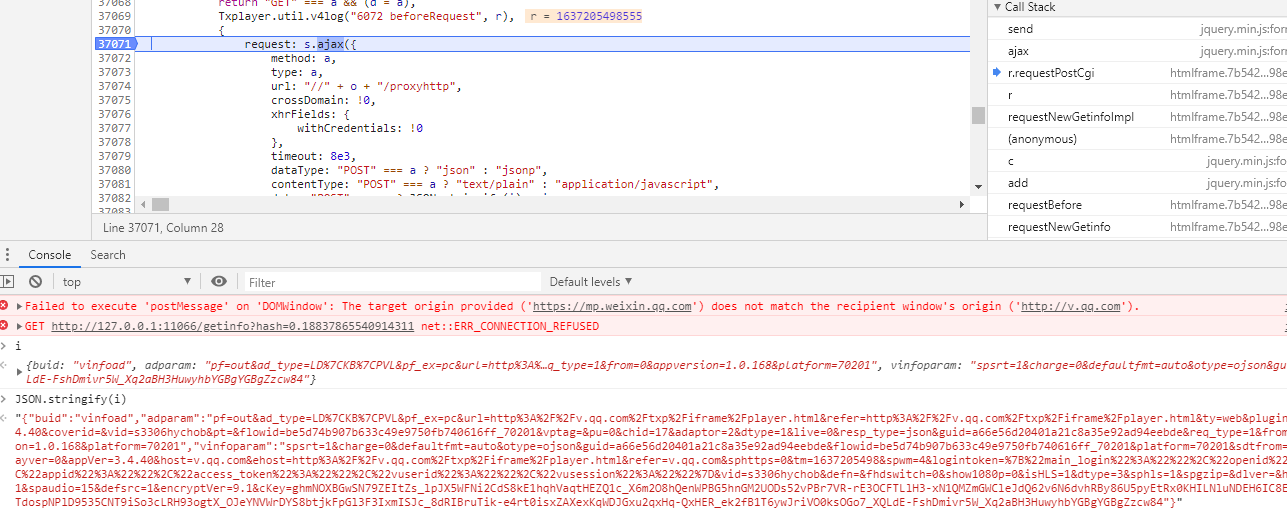 37068 return "GET" === a && (d = a),
37069 Txplayer.util.v4log("6072 beforeRequest", r), r = 1637205498555
37070 {
37071 request: s.ajax({
37072 method: a,
37073 type: a,
37074 url: "//" + o + "/proxyhttp",
37075 crossDomain: !0,
37076 xhrFields: {
37077 withCredentials: !0
37078 },
37079 timeout: 8e3,
37080 dataType: "POST" === a ? "json" : "jsonp",
37081 contentType: "POST" === a ? "text/plain" : "application/javascript",
37082
37083
Line 37071, Column 28
Call Stack
send jquery.min.js:for
ajax jquery.min.js:for
r.requestPostCgi htmlframe.7b542...98e
r htmlframe.7b542...98e
requestNewGetinfoImpl htmlframe.7b542...98e
(anonymous) htmlframe.7b542...98e
c jquery.min.js:for
add jquery.min.js:for
requestBefore htmlframe.7b542...98e
requestNewGetinfo htmlframe.7b542...98e
Console Search
top Filter Default levels ▼
Failed to execute 'postMessage' on 'DOMWindow': The target origin provided ('https://mp.weixin.qq.com') does not match the recipient window's origin ('http://v.qq.com').
GET http://127.0.0.1:11066/getinfo?hash=0.18837865540914311 net::ERR_CONNECTION_REFUSED
> i
{buid: "vinfoad", adparam: "pf=out&ad_type=LD%7CKB%7CPVL&pf_ex=pc&url=http%3A%…q_type=1&from=0&appversion=1.0.168&platform=70201", vinfoparam: "spsrt=1&charge=0&defaultfmt=auto&otype=ojson&gu
LdE-FshDmivr5W_Xq2aBH3HuwyhbYGBgYGBgZzcw84"}
> JSON.stringify(i)
"{"buid":"vinfoad","adparam":"pf=out&ad_type=LD%7CKB%7CPVL&pf_ex=pc&url=http%3A%2F%2Fv.qq.com%2Ftxp%2Fiframe%2Fplayer.html&refer=http%3A%2F%2Fv.qq.com%2Ftxp%2Fiframe%2Fplayer.html&ty=web&plugin
4.40&coverid=&vid=s3306hychob&pt=&flowid=be5d74b907b633c49e9750fb740616ff_70201&vptag=&pu=0&chid=17&adaptor=2&dtype=1&live=0&resp_type=json&guid=a66e56d20401a21c8a35e92ad94eebde&req_type=1&from
on=1.0.168&platform=70201","vinfoparam":"spsrt=1&charge=0&defaultfmt=auto&otype=ojson&guid=a66e56d20401a21c8a35e92ad94eebde&flowid=be5d74b907b633c49e9750fb740616ff_70201&platform=70201&sdtfrom=
ayver=0&appVer=3.4.40&host=v.qq.com&ehost=http%3A%2F%2Fv.qq.com%2Ftxp%2Fiframe%2Fplayer.html&refer=v.qq.com&sphttps=0&tm=1637205498&spwm=4&logintoken=%7B%22main_login%22%3A%22%22%2C%22openid%22
C%22appid%22%3A%22%22%2C%22access_token%22%3A%22%22%2C%22vuserid%22%3A%22%22%2C%22vusession%22%3A%22%22%7D&vid=s3306hychob&defn=&fhdswitch=0&show1080p=0&isHLS=1&dtype=3&sphls=1&spgzip=&dlver=&h
1&spaudio=15&defsrc=1&encryptVer=9.1&cKey=ghmNOXBGwSN79ZEIItZs_lpJX5WFNi2CdS8kE1hqhVaqtHEZQ1c_X6m2O8hQenWPBG5hnGM2UODs52vPBr7VR-rE3OCFTL1H3-xN1QMZmGWCleJdQ62v6N6dvhRBy86U5pyEtRx0KHILNluNDEH6IC8E
TdospNPlD9535CNT9iSo3cLRH93ogtX_OJeYNVWrDYS8btjkFpGl3F3IxmISJc_8dRIBruTik-e4rt0isxZAXexKqWDJGxu2qxHq-QxHER_ek2fB1T6ywJriVO0ksOGo7_XQLdE-FshDmivr5W_Xq2aBH3HuwyhbYGBgYGBgZzcw84"}"